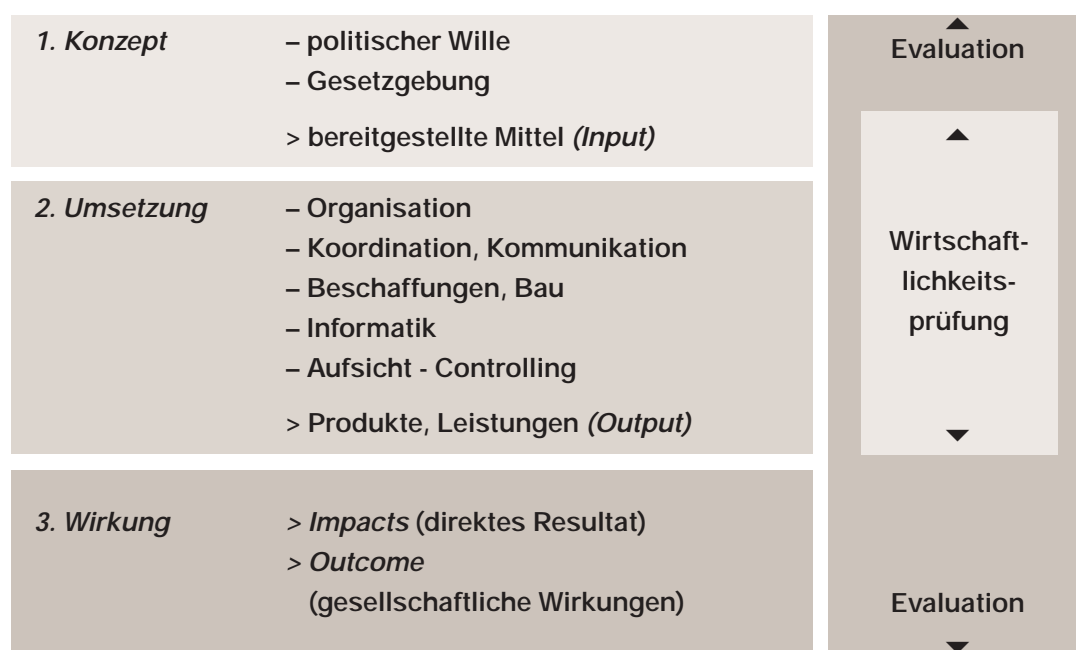 1. Konzept – politischer Wille
– Gesetzgebung
> bereitgestellte Mittel (Input)
2. Umsetzung – Organisation
– Koordination, Kommunikation
– Beschaffungen, Bau
– Informatik
– Aufsicht - Controlling
> Produkte, Leistungen (Output)
3. Wirkung > Impacts (direktes Resultat)
> Outcome
(gesellschaftliche Wirkungen)
Evaluation
Wirtschaft-
lichkeits-
prüfung
Evaluation